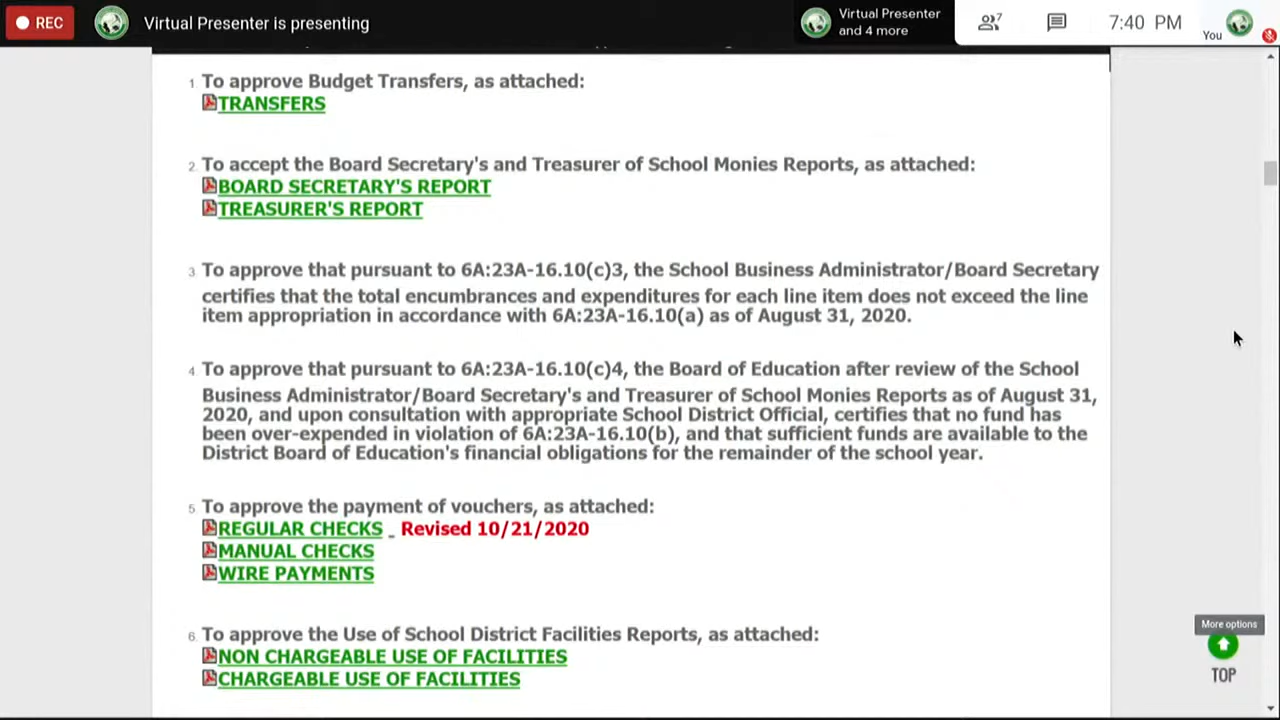 REC
Virtual Presenter is presenting
Virtual Presenter
and 4 more
7
7:40 PM
You
1. To approve Budget Transfers, as attached:
TRANSFERS
2. To accept the Board Secretary's and Treasurer of School Monies Reports, as attached:
BOARD SECRETARY'S REPORT
TREASURER'S REPORT
3. To approve that pursuant to 6A:23A-16.10(c)3, the School Business Administrator/Board Secretary
certifies that the total encumbrances and expenditures for each line item does not exceed the line
item appropriation in accordance with 6A:23A-16.10(a) as of August 31, 2020.
4. To approve that pursuant to 6A:23A-16.10(c)4, the Board of Education after review of the School
Business Administrator/Board Secretary's and Treasurer of School Monies Reports as of August 31,
2020, and upon consultation with appropriate School District Official, certifies that no fund has
been over-expended in violation of 6A:23A-16.10(b), and that sufficient funds are available to the
District Board of Education's financial obligations for the remainder of the school year.
5. To approve the payment of vouchers, as attached:
REGULAR CHECKS _ Revised 10/21/2020
MANUAL CHECKS
WIRE PAYMENTS
6. To approve the Use of School District Facilities Reports, as attached:
NON CHARGEABLE USE OF FACILITIES
CHARGEABLE USE OF FACILITIES
More options
TOP